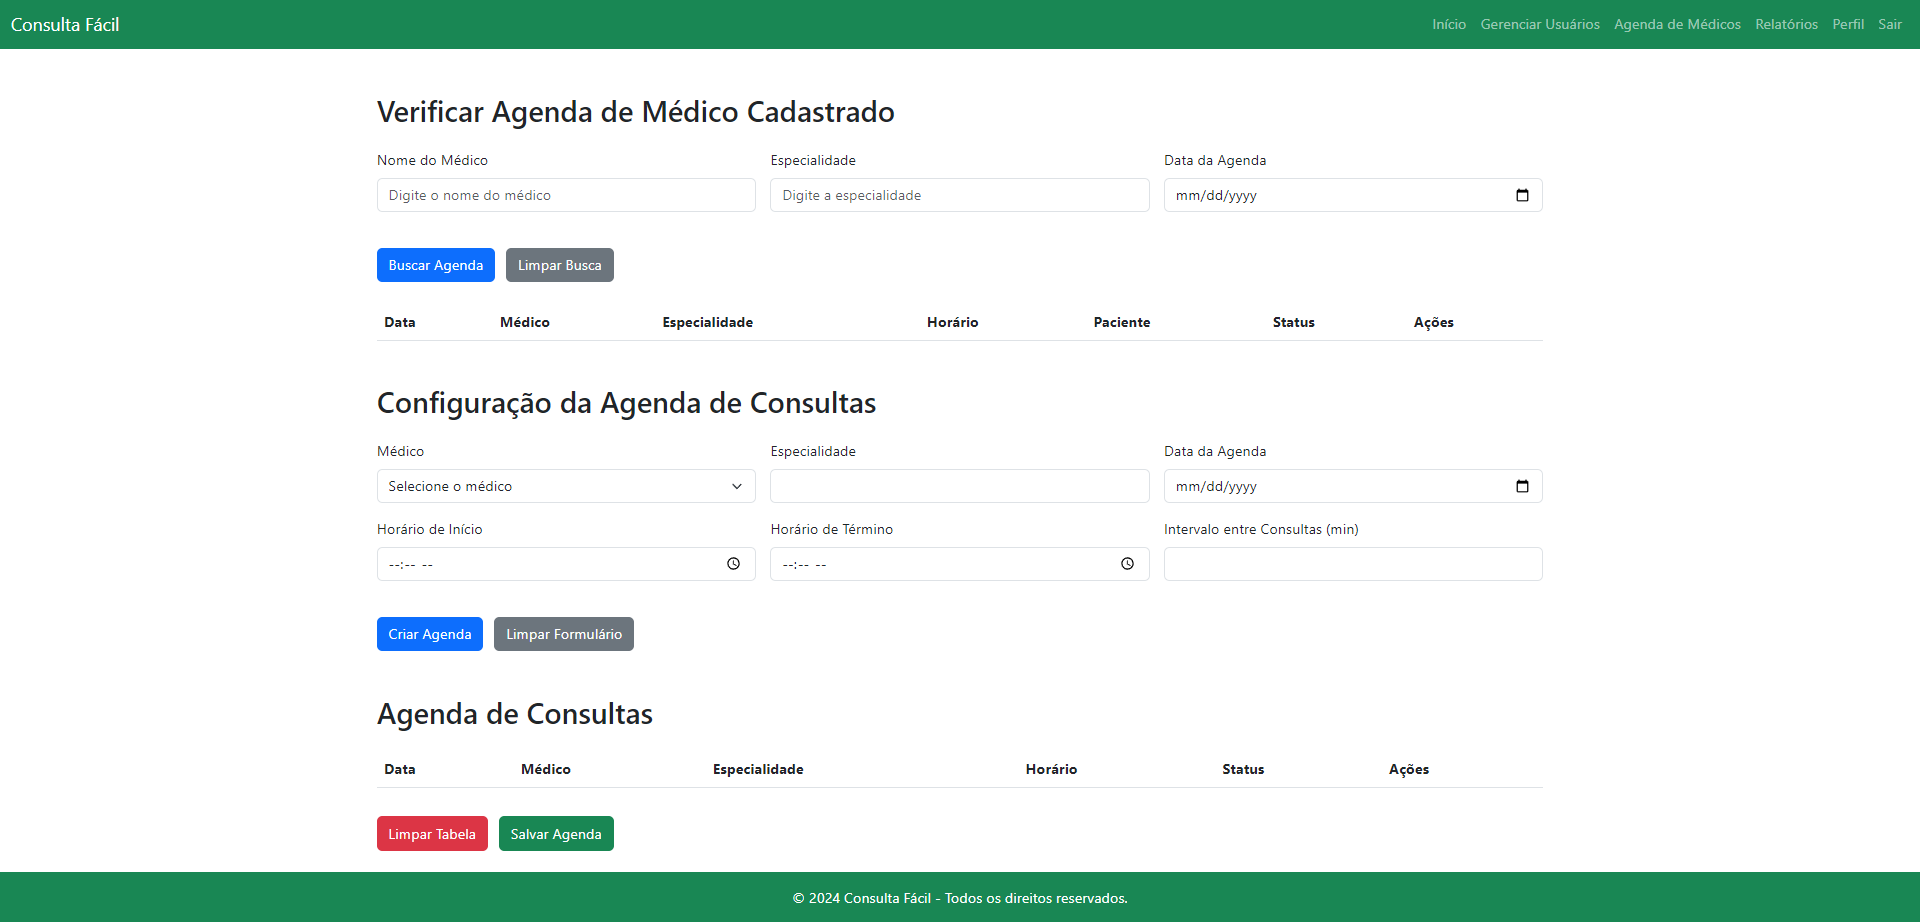 Consulta Fácil Início Gerenciar Usuários Agenda de Médicos Relatórios Perfil Sair
Verificar Agenda de Médico Cadastrado
Nome do Médico Especialidade Data da Agenda
Digite o nome do médico Digite a especialidade mm/dd/yyyy
Buscar Agenda Limpar Busca
Data Médico Especialidade Horário Paciente Status Ações
Configuração da Agenda de Consultas
Médico Especialidade Data da Agenda
Selecione o médico mm/dd/yyyy
Horário de Início Horário de Término Intervalo entre Consultas (min)
--:-- -- --:-- --
Criar Agenda Limpar Formulário
Agenda de Consultas
Data Médico Especialidade Horário Status Ações
Limpar Tabela Salvar Agenda
© 2024 Consulta Fácil - Todos os direitos reservados.